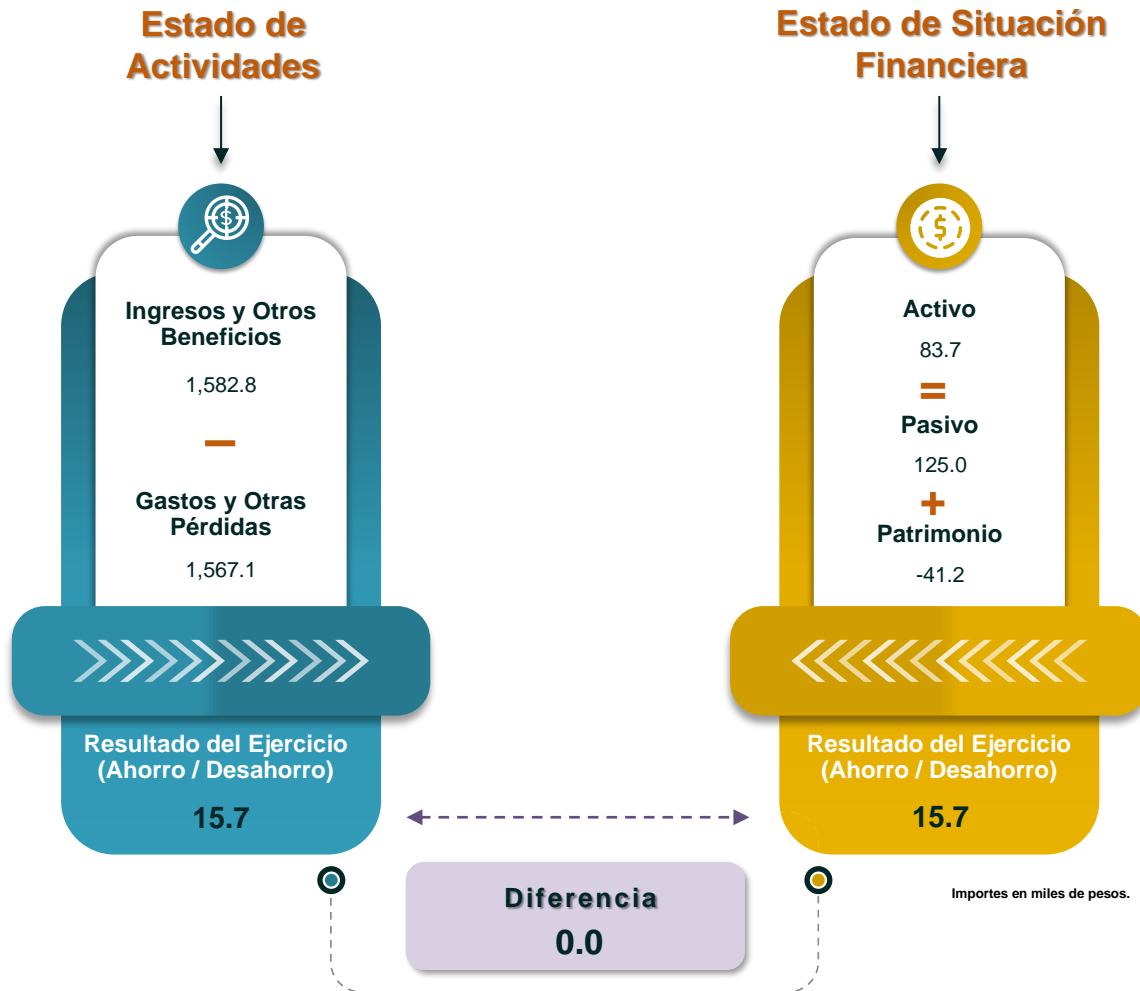 Estado de
Actividades
Ingresos y Otros
Beneficios
1,582.8
–
Gastos y Otras
Pérdidas
1,567.1
Resultado del Ejercicio
(Ahorro / Desahorro)
15.7
Estado de Situación
Financiera
$
Activo
83.7
=
Pasivo
125.0
+
Patrimonio
-41.2
Resultado del Ejercicio
(Ahorro / Desahorro)
15.7
Diferencia
0.0
Importes en miles de pesos.